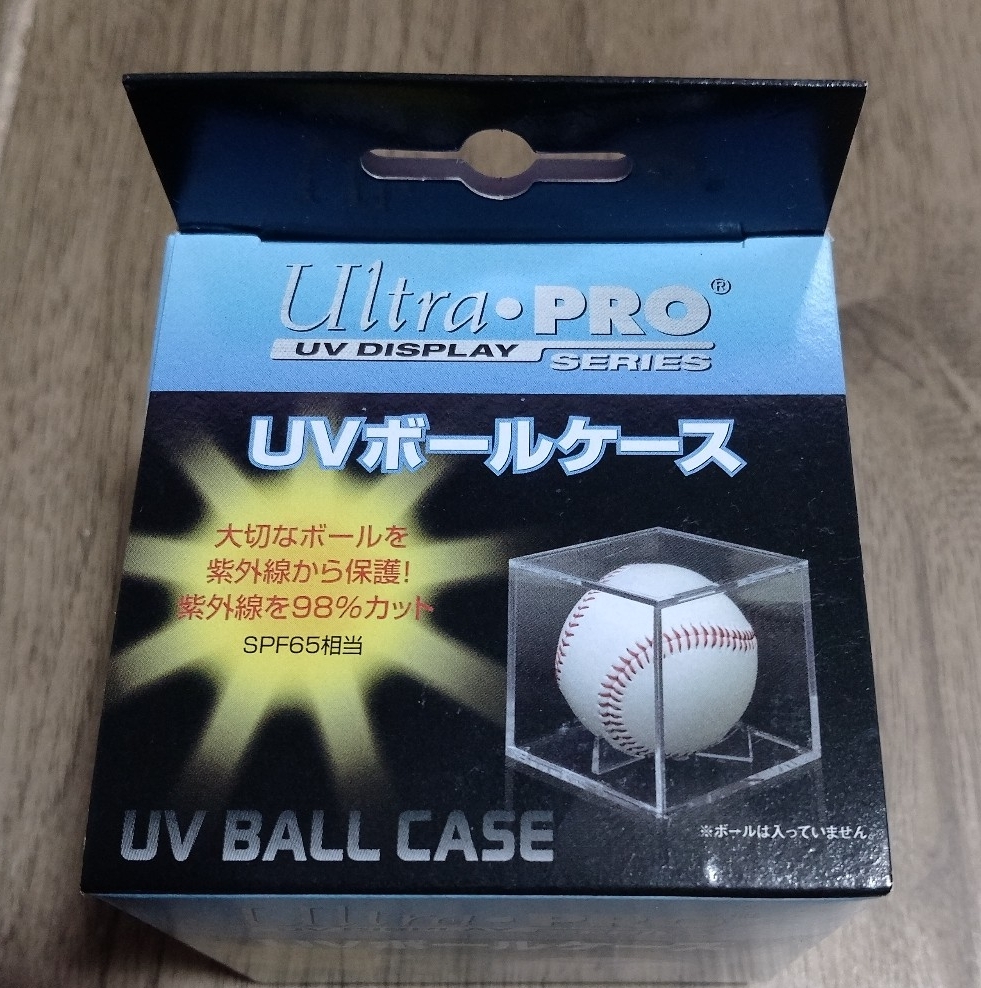 Ultra•PRO®
UV DISPLAY SERIES
UVボールケース
大切なボールを
紫外線から保護!
紫外線を98%カット
SPF65相当
UV BALL CASE
※ボールは入っていません。